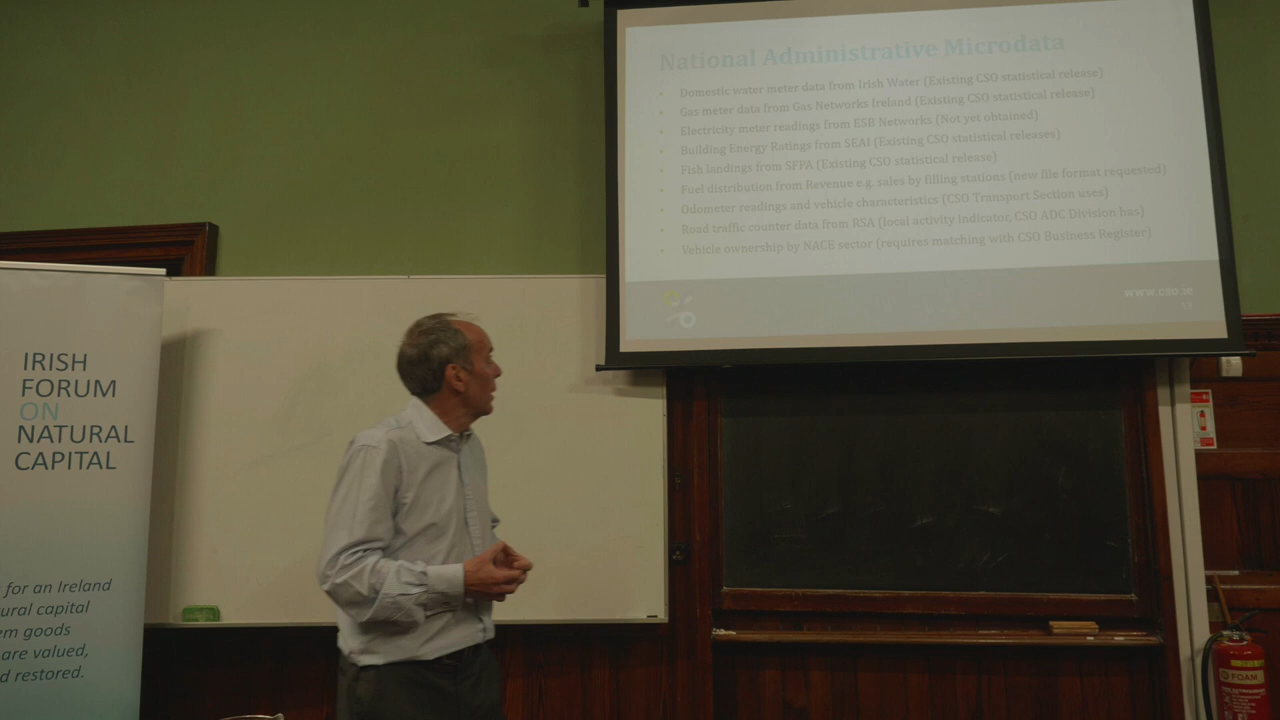 National Administrative Microdata
• Domestic water meter data from Irish Water (Existing CSO statistical release)
• Gas meter data from Gas Networks Ireland (Existing CSO statistical release)
• Electricity meter readings from ESB Networks (Not yet obtained)
• Building Energy Ratings from SEAI (Existing CSO statistical releases)
• Fish landings from SFPA (Existing CSO statistical release)
• Fuel distribution from Revenue e.g. sales by filling stations (new file format requested)
• Odometer readings and vehicle characteristics (CSO Transport Section uses)
• Road traffic counter data from RSA (local activity indicator, CSO ADC Division has)
• Vehicle ownership by NACE sector (requires matching with CSO Business Register)
www.cso.ie
IRISH
FORUM
ON
NATURAL
CAPITAL
for an Ireland
ural capital
em goods
are valued,
d restored.
FOAM